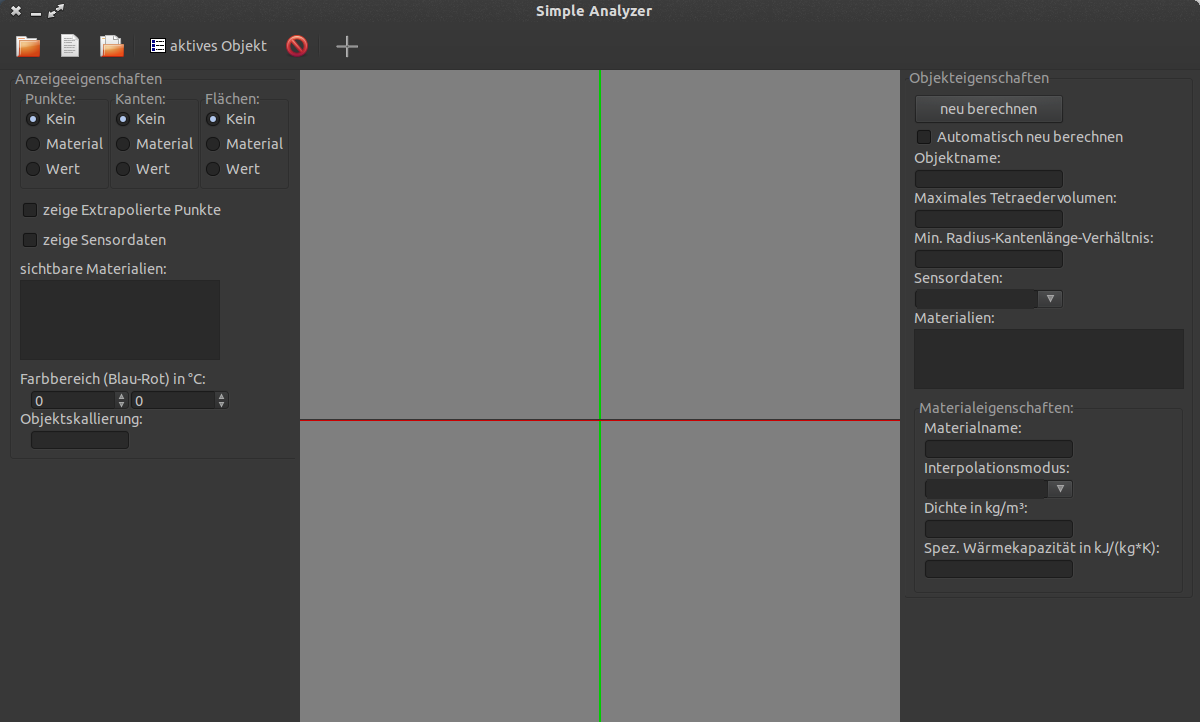 Simple Analyzer
aktives Objekt
Anzeigeeigenschaften
Punkte: Kanten: Flächen:
Kein Kein Kein
Material Material Material
Wert Wert Wert
zeige Extrapolierte Punkte
zeige Sensordaten
sichtbare Materialien:
Farbbereich (Blau-Rot) in °C:
0 0
Objektskallierung:
Objekteigenschaften
neu berechnen
Automatisch neu berechnen
Objektname:
Maximales Tetraedervolumen:
Min. Radius-Kantenlänge-Verhältnis:
Sensordaten:
Materialien:
Materialeigenschaften:
Materialname:
Interpolationsmodus:
Dichte in kg/m³:
Spez. Wärmekapazität in kJ/(kg*K):